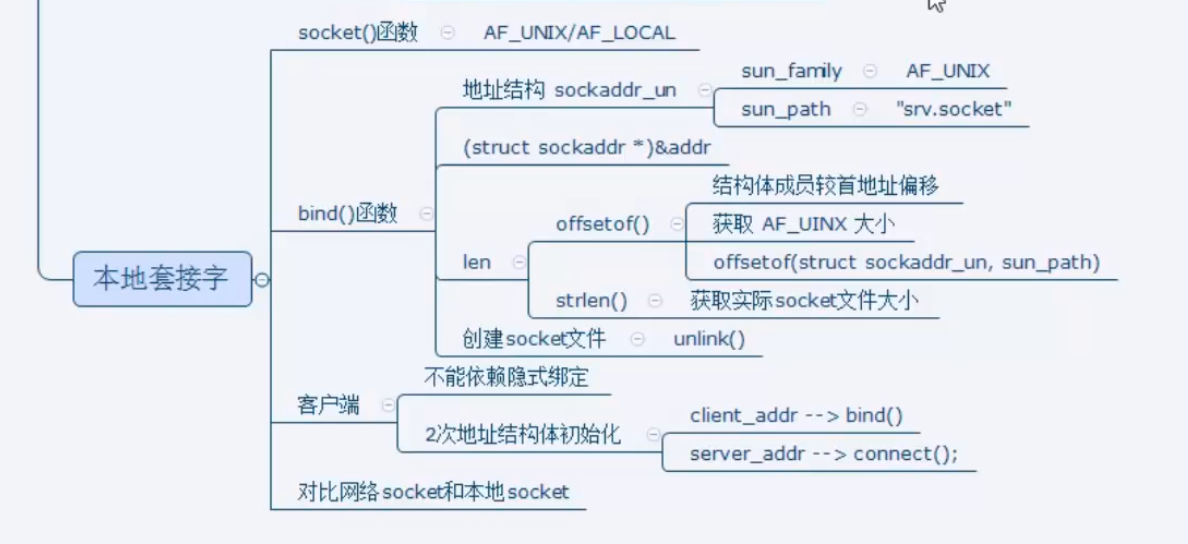 socket()函数 AF_UNIX/AF_LOCAL
地址结构 sockaddr_un
sun_family AF_UNIX
sun_path "srv.socket"
(struct sockaddr *)&addr
bind()函数
len
offsetof()
结构体成员较首地址偏移
获取 AF_UINX 大小
offsetof(struct sockaddr_un, sun_path)
strlen() 获取实际socket文件大小
创建socket文件 unlink()
本地套接字
客户端
不能依赖隐式绑定
2次地址结构体初始化
client_addr --> bind()
server_addr --> connect();
对比网络socket和本地socket